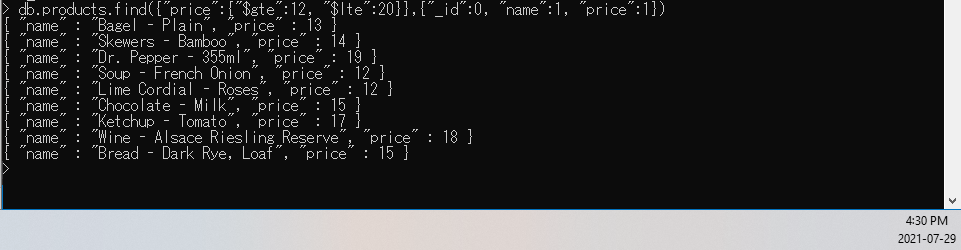 > db.products.find({"price":{"$gte":12, "$lte":20}},{"_id":0, "name":1, "price":1})
{ "name" : "Bagel - Plain", "price" : 13 }
{ "name" : "Skewers - Bamboo", "price" : 14 }
{ "name" : "Dr. Pepper - 355ml", "price" : 19 }
{ "name" : "Soup - French Onion", "price" : 12 }
{ "name" : "Lime Cordial - Roses", "price" : 12 }
{ "name" : "Chocolate - Milk", "price" : 15 }
{ "name" : "Ketchup - Tomato", "price" : 17 }
{ "name" : "Wine - Alsace Riesling Reserve", "price" : 18 }
{ "name" : "Bread - Dark Rye, Loaf", "price" : 15 }
>
4:30 PM
2021-07-29